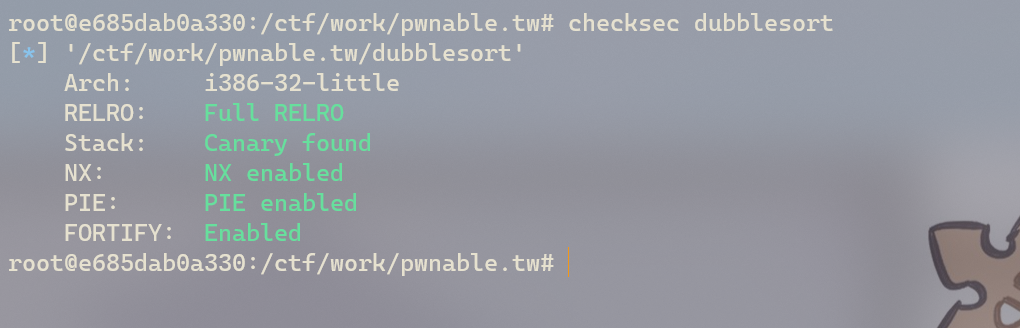 root@e685dab0a330:/ctf/work/pwnable.tw# checksec dubblesort
[*] '/ctf/work/pwnable.tw/dubblesort'
    Arch:     i386-32-little
    RELRO:    Full RELRO
    Stack:    Canary found
    NX:       NX enabled
    PIE:      PIE enabled
    FORTIFY:  Enabled
root@e685dab0a330:/ctf/work/pwnable.tw#